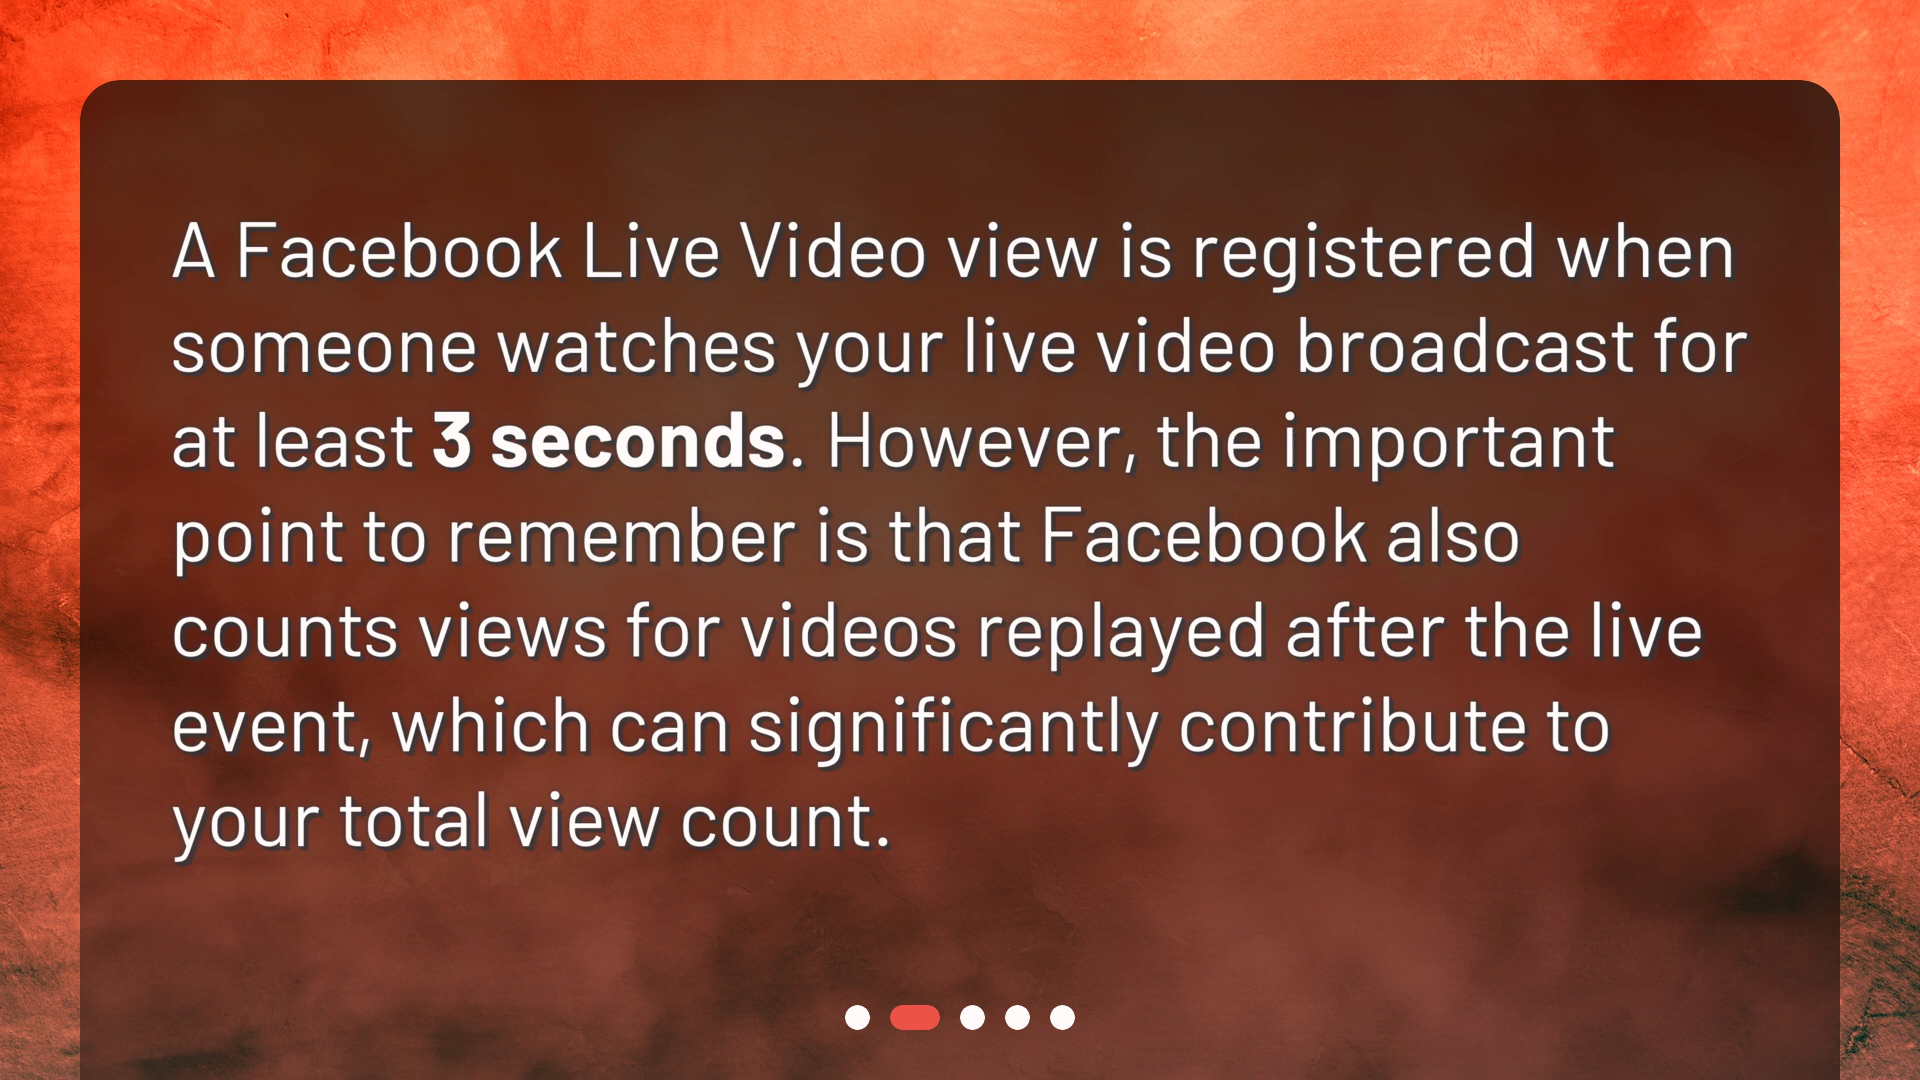 A Facebook Live Video view is registered when
someone watches your live video broadcast for
at least 3 seconds. However, the important
point to remember is that Facebook also
counts views for videos replayed after the live
event, which can significantly contribute to
your total view count.